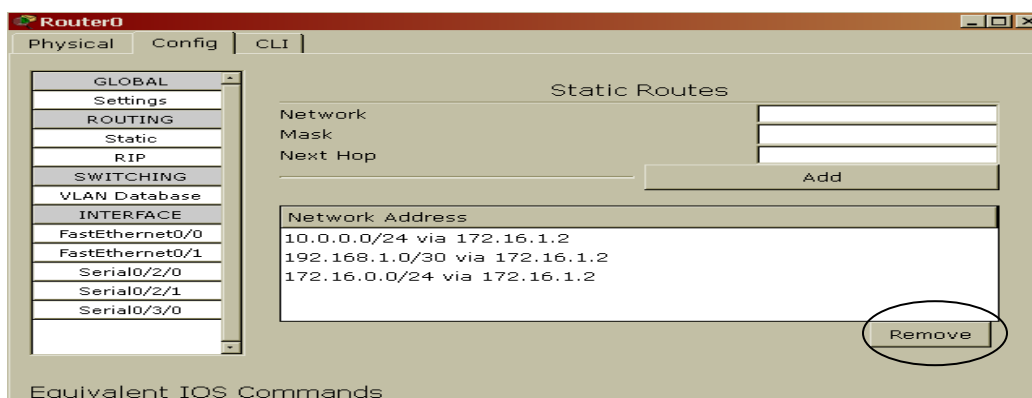 Router0
Physical Config CLI
GLOBAL
Settings
ROUTING
Static
RIP
SWITCHING
VLAN Database
INTERFACE
FastEthernet0/0
FastEthernet0/1
Serial0/2/0
Serial0/2/1
Serial0/3/0
Static Routes
Network
Mask
Next Hop
Add
Network Address
10.0.0.0/24 via 172.16.1.2
192.168.1.0/30 via 172.16.1.2
172.16.0.0/24 via 172.16.1.2
Remove
Equivalent IOS Commands